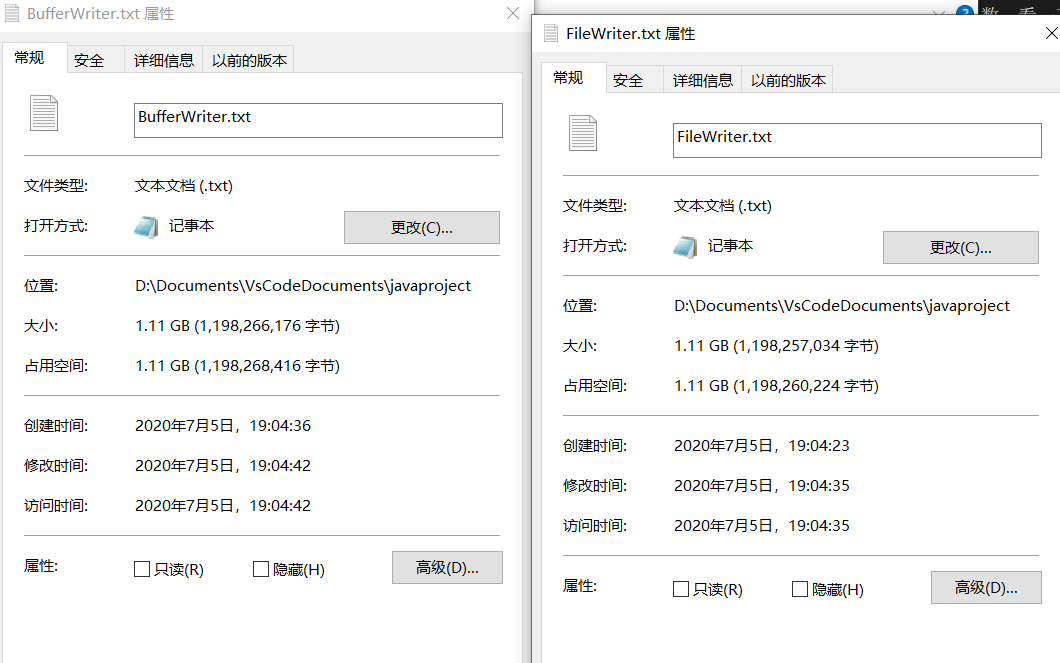 BufferWriter.txt 属性
常规 安全 详细信息 以前的版本
BufferWriter.txt
文件类型: 文本文档 (.txt)
打开方式: 记事本 更改(C)...
位置: D:\Documents\VsCodeDocuments\javaproject
大小: 1.11 GB (1,198,266,176 字节)
占用空间: 1.11 GB (1,198,268,416 字节)
创建时间: 2020年7月5日，19:04:36
修改时间: 2020年7月5日，19:04:42
访问时间: 2020年7月5日，19:04:42
属性: 只读(R) 隐藏(H) 高级(D)...
?
FileWriter.txt 属性
常规 安全 详细信息 以前的版本
FileWriter.txt
文件类型: 文本文档 (.txt)
打开方式: 记事本 更改(C)...
位置: D:\Documents\VsCodeDocuments\javaproject
大小: 1.11 GB (1,198,257,034 字节)
占用空间: 1.11 GB (1,198,260,224 字节)
创建时间: 2020年7月5日，19:04:23
修改时间: 2020年7月5日，19:04:35
访问时间: 2020年7月5日，19:04:35
属性: 只读(R) 隐藏(H) 高级(D)...